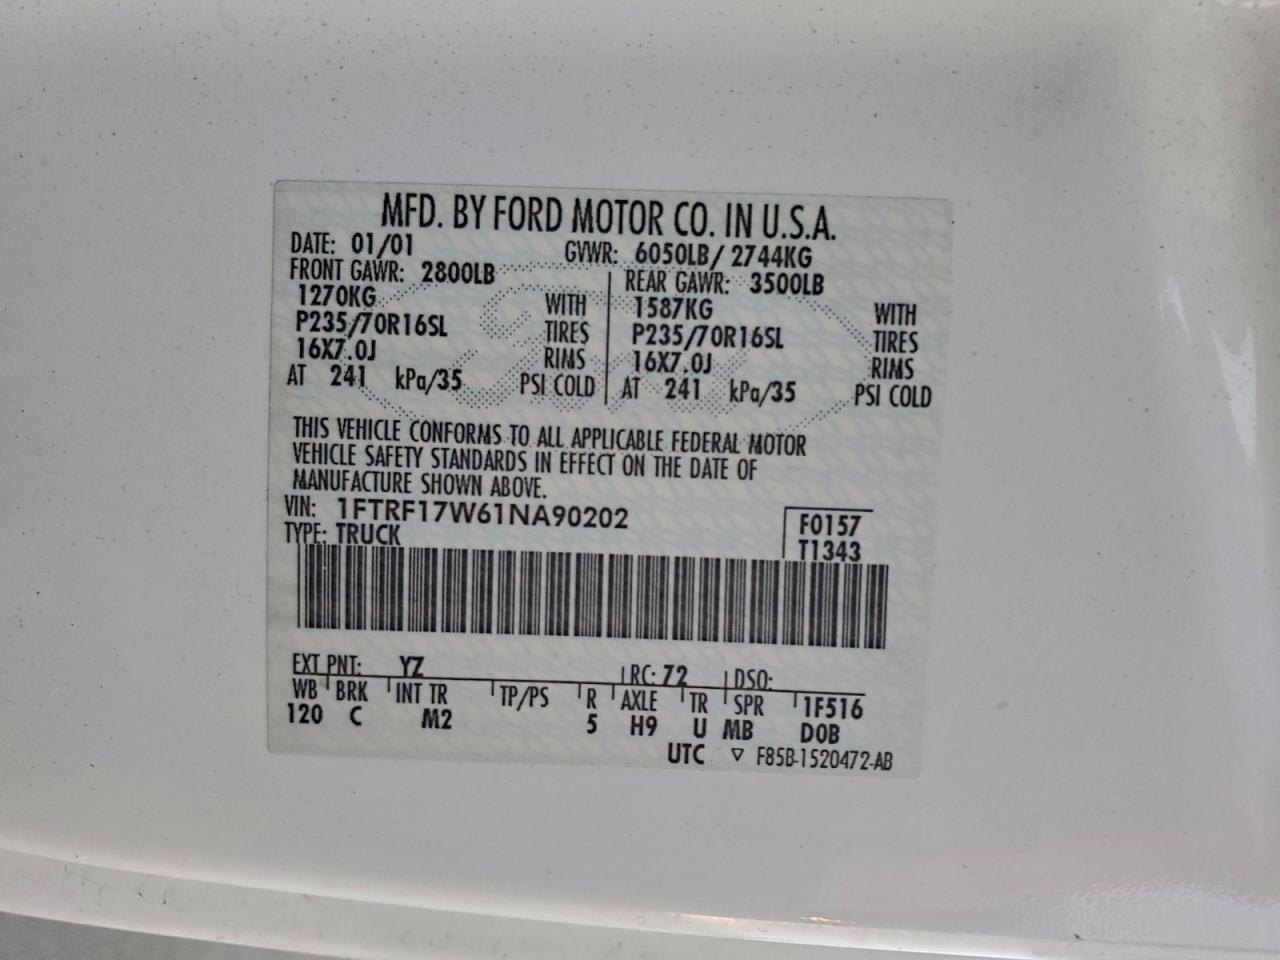 MFD. BY FORD MOTOR CO. IN U.S.A.
DATE: 01/01 GVWR: 6050LB/ 2744KG
FRONT GAWR: 2800LB REAR GAWR: 3500LB
1270KG WITH 1587KG WITH
P235/70R16SL TIRES P235/70R16SL TIRES
16X7.0J RIMS 16X7.0J RIMS
AT 241 kPa/35 PSI COLD AT 241 kPa/35 PSI COLD
THIS VEHICLE CONFORMS TO ALL APPLICABLE FEDERAL MOTOR
VEHICLE SAFETY STANDARDS IN EFFECT ON THE DATE OF
MANUFACTURE SHOWN ABOVE.
VIN: 1FTRF17W61NA90202 F0157
TYPE: TRUCK T1343
EXT PNT: YZ RC: 72 DSO:
WB BRK INT TR TP/PS R AXLE TR SPR 1F516
120 C M2 5 H9 U MB DOB
UTC ▽ F85B-1520472-AB